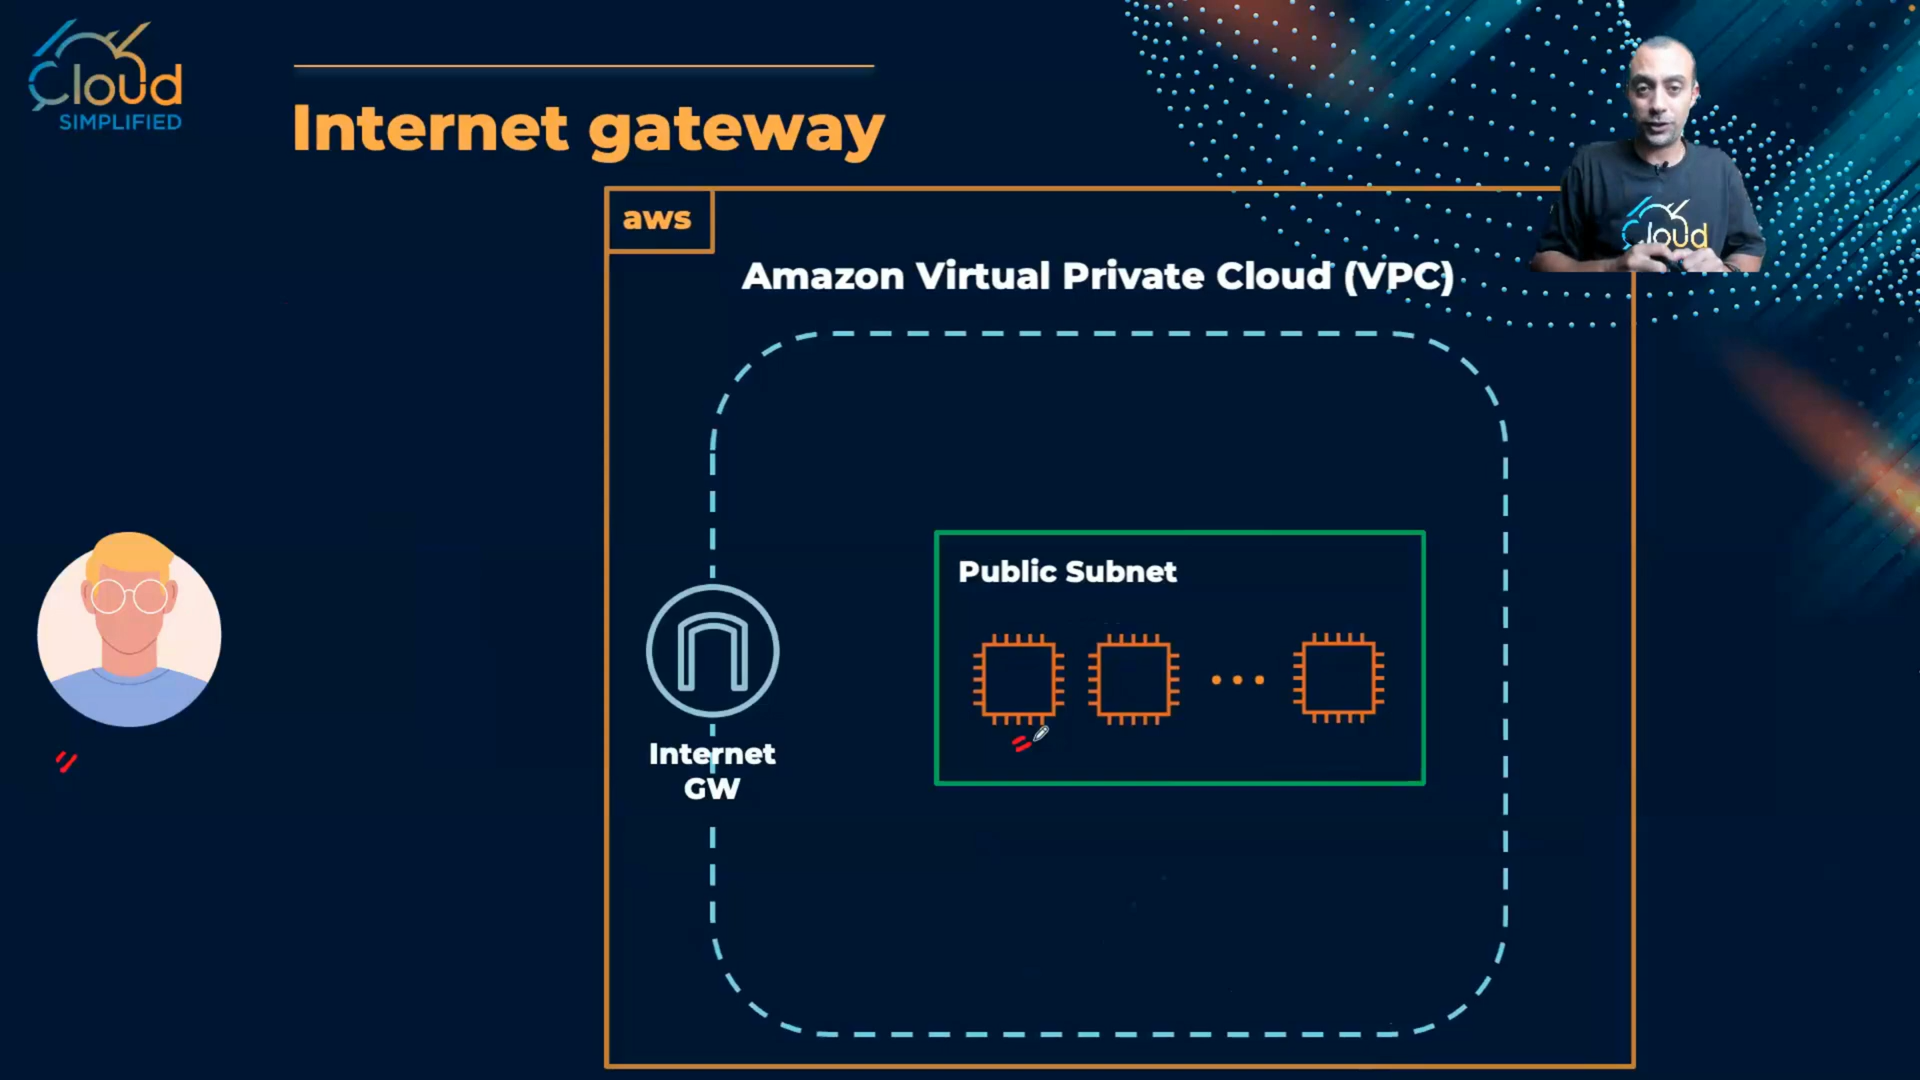 Cloud
SIMPLIFIED
Internet gateway
aws
Amazon Virtual Private Cloud (VPC)
Cloud
Public Subnet
Internet
GW